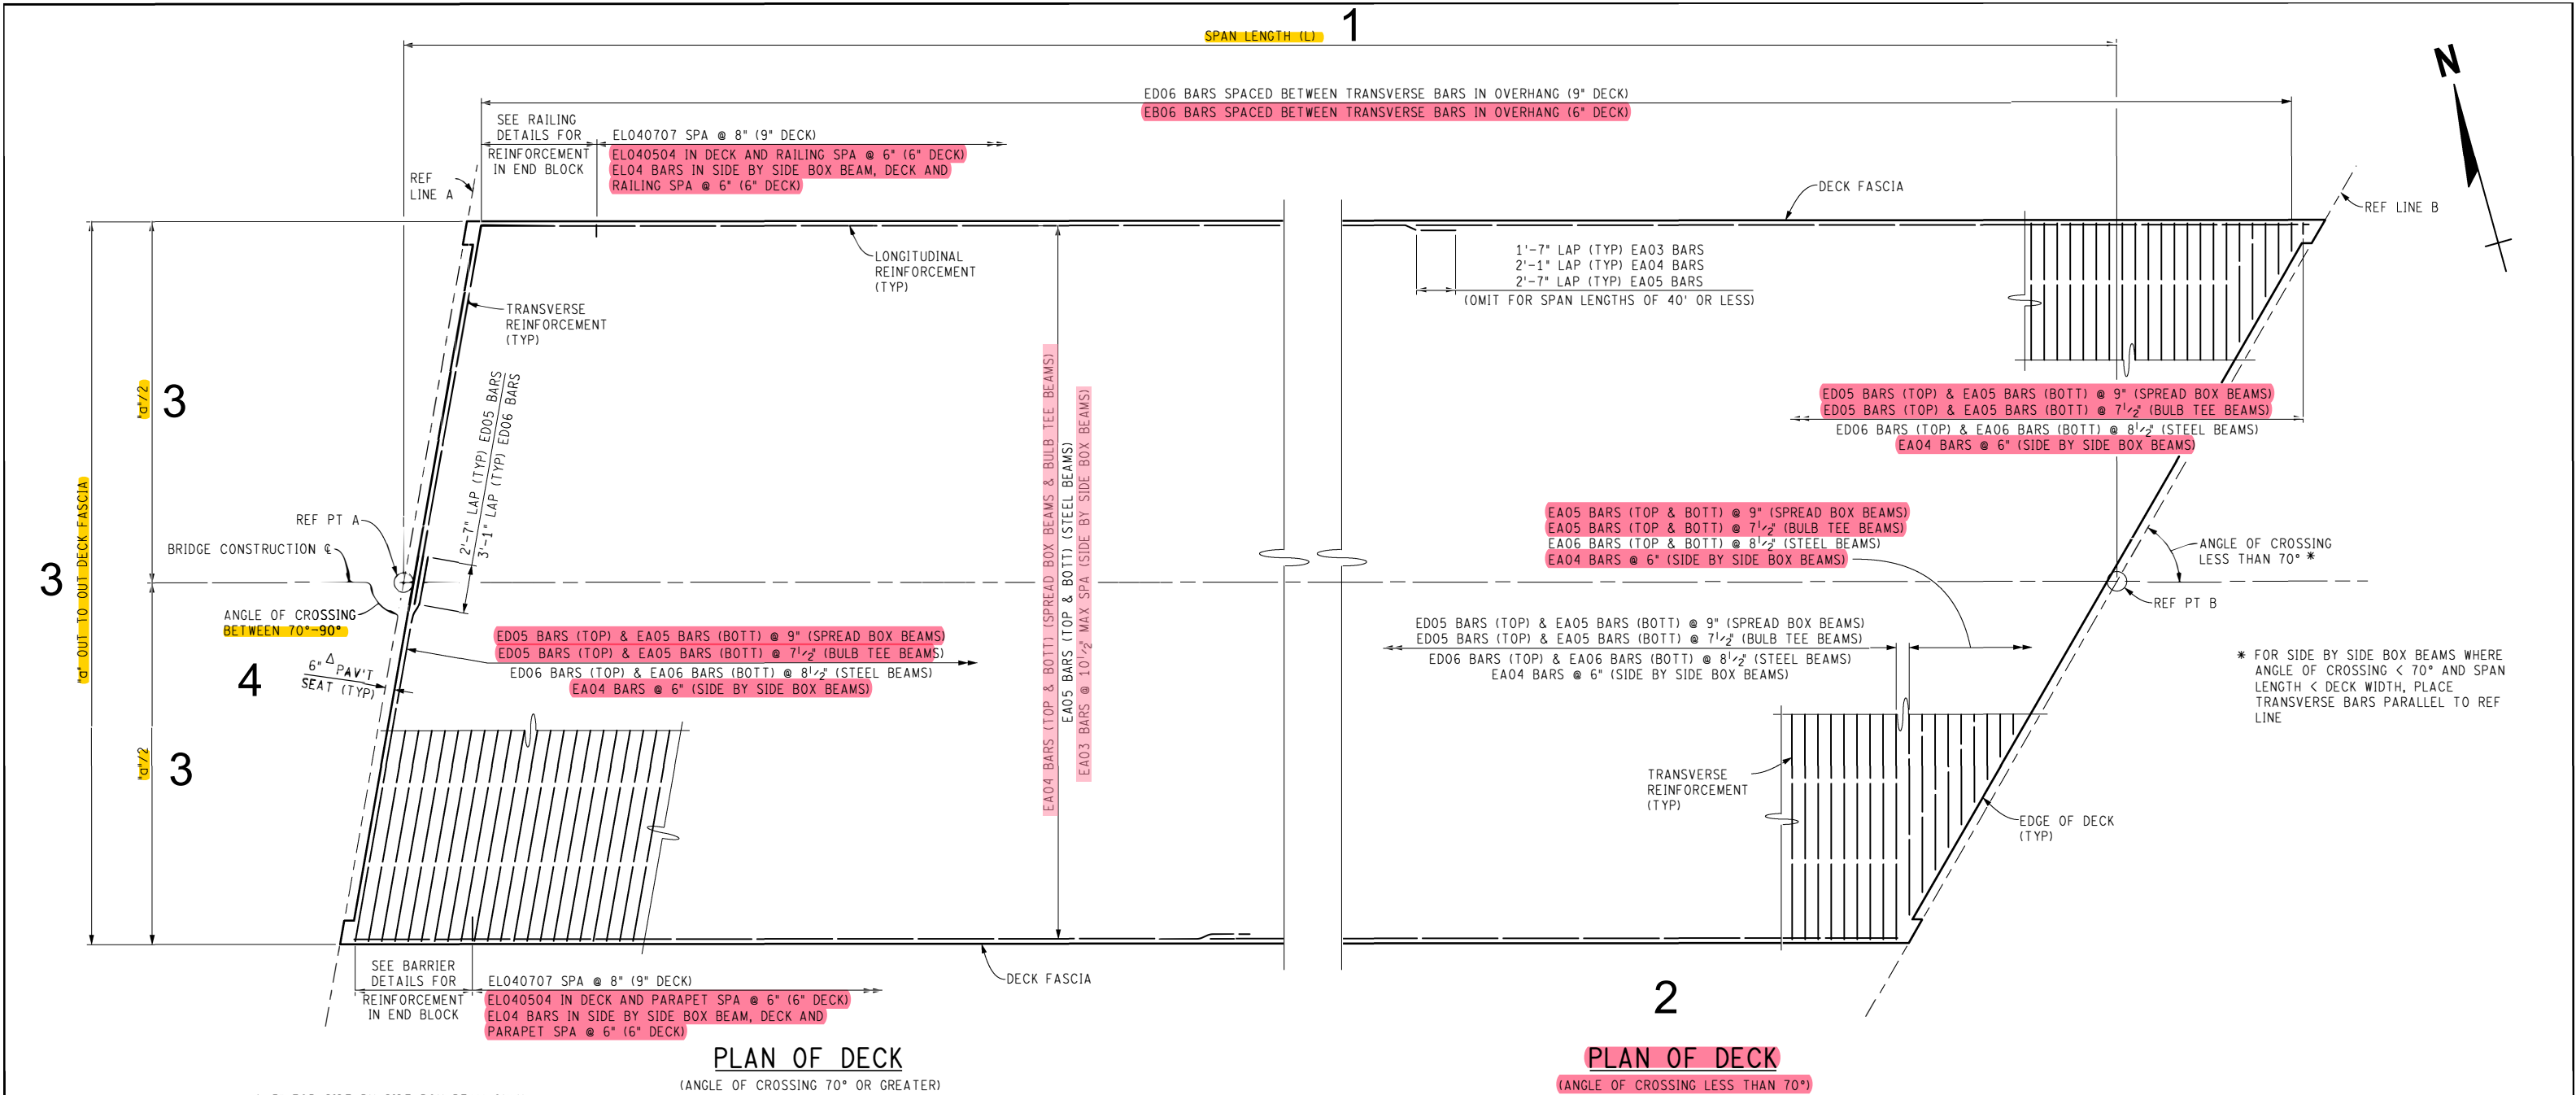 1
SPAN LENGTH (L)
N
ED06 BARS SPACED BETWEEN TRANSVERSE BARS IN OVERHANG (9" DECK)
EB06 BARS SPACED BETWEEN TRANSVERSE BARS IN OVERHANG (6" DECK)
SEE RAILING
DETAILS FOR
REINFORCEMENT
IN END BLOCK
EL040707 SPA @ 8" (9" DECK)
EL040504 IN DECK AND RAILING SPA @ 6" (6" DECK)
EL04 BARS IN SIDE BY SIDE BOX BEAM, DECK AND
RAILING SPA @ 6" (6" DECK)
REF
LINE A
DECK FASCIA
REF LINE B
LONGITUDINAL
REINFORCEMENT
(TYP)
1'-7" LAP (TYP) EA03 BARS
2'-1" LAP (TYP) EA04 BARS
2'-7" LAP (TYP) EA05 BARS
(OMIT FOR SPAN LENGTHS OF 40' OR LESS)
TRANSVERSE
REINFORCEMENT
(TYP)
"a"/2
3
2'-7" LAP (TYP) ED05 BARS
3'-1" LAP (TYP) ED06 BARS
EA04 BARS (TOP & BOTT) (SPREAD BOX BEAMS & BULB TEE BEAMS)
EA05 BARS (TOP & BOTT) (STEEL BEAMS)
EA03 BARS @ 10 1/2" MAX SPA (SIDE BY SIDE BOX BEAMS)
ED05 BARS (TOP) & EA05 BARS (BOTT) @ 9" (SPREAD BOX BEAMS)
ED05 BARS (TOP) & EA05 BARS (BOTT) @ 7 1/2" (BULB TEE BEAMS)
ED06 BARS (TOP) & EA06 BARS (BOTT) @ 8 1/2" (STEEL BEAMS)
EA04 BARS @ 6" (SIDE BY SIDE BOX BEAMS)
3
"a" OUT TO OUT DECK FASCIA
REF PT A
BRIDGE CONSTRUCTION ℄
ANGLE OF CROSSING
BETWEEN 70°-90°
EA05 BARS (TOP & BOTT) @ 9" (SPREAD BOX BEAMS)
EA05 BARS (TOP & BOTT) @ 7 1/2" (BULB TEE BEAMS)
EA06 BARS (TOP & BOTT) @ 8 1/2" (STEEL BEAMS)
EA04 BARS @ 6" (SIDE BY SIDE BOX BEAMS)
ANGLE OF CROSSING
LESS THAN 70° *
REF PT B
4
6" Δ PAV'T
SEAT (TYP)
ED05 BARS (TOP) & EA05 BARS (BOTT) @ 9" (SPREAD BOX BEAMS)
ED05 BARS (TOP) & EA05 BARS (BOTT) @ 7 1/2" (BULB TEE BEAMS)
ED06 BARS (TOP) & EA06 BARS (BOTT) @ 8 1/2" (STEEL BEAMS)
EA04 BARS @ 6" (SIDE BY SIDE BOX BEAMS)
ED05 BARS (TOP) & EA05 BARS (BOTT) @ 9" (SPREAD BOX BEAMS)
ED05 BARS (TOP) & EA05 BARS (BOTT) @ 7 1/2" (BULB TEE BEAMS)
ED06 BARS (TOP) & EA06 BARS (BOTT) @ 8 1/2" (STEEL BEAMS)
EA04 BARS @ 6" (SIDE BY SIDE BOX BEAMS)
* FOR SIDE BY SIDE BOX BEAMS WHERE
ANGLE OF CROSSING < 70° AND SPAN
LENGTH < DECK WIDTH, PLACE
TRANSVERSE BARS PARALLEL TO REF
LINE
"a"/2
3
TRANSVERSE
REINFORCEMENT
(TYP)
EDGE OF DECK
(TYP)
SEE BARRIER
DETAILS FOR
REINFORCEMENT
IN END BLOCK
EL040707 SPA @ 8" (9" DECK)
EL040504 IN DECK AND PARAPET SPA @ 6" (6" DECK)
EL04 BARS IN SIDE BY SIDE BOX BEAM, DECK AND
PARAPET SPA @ 6" (6" DECK)
DECK FASCIA
2
PLAN OF DECK
(ANGLE OF CROSSING 70° OR GREATER)
PLAN OF DECK
(ANGLE OF CROSSING LESS THAN 70°)